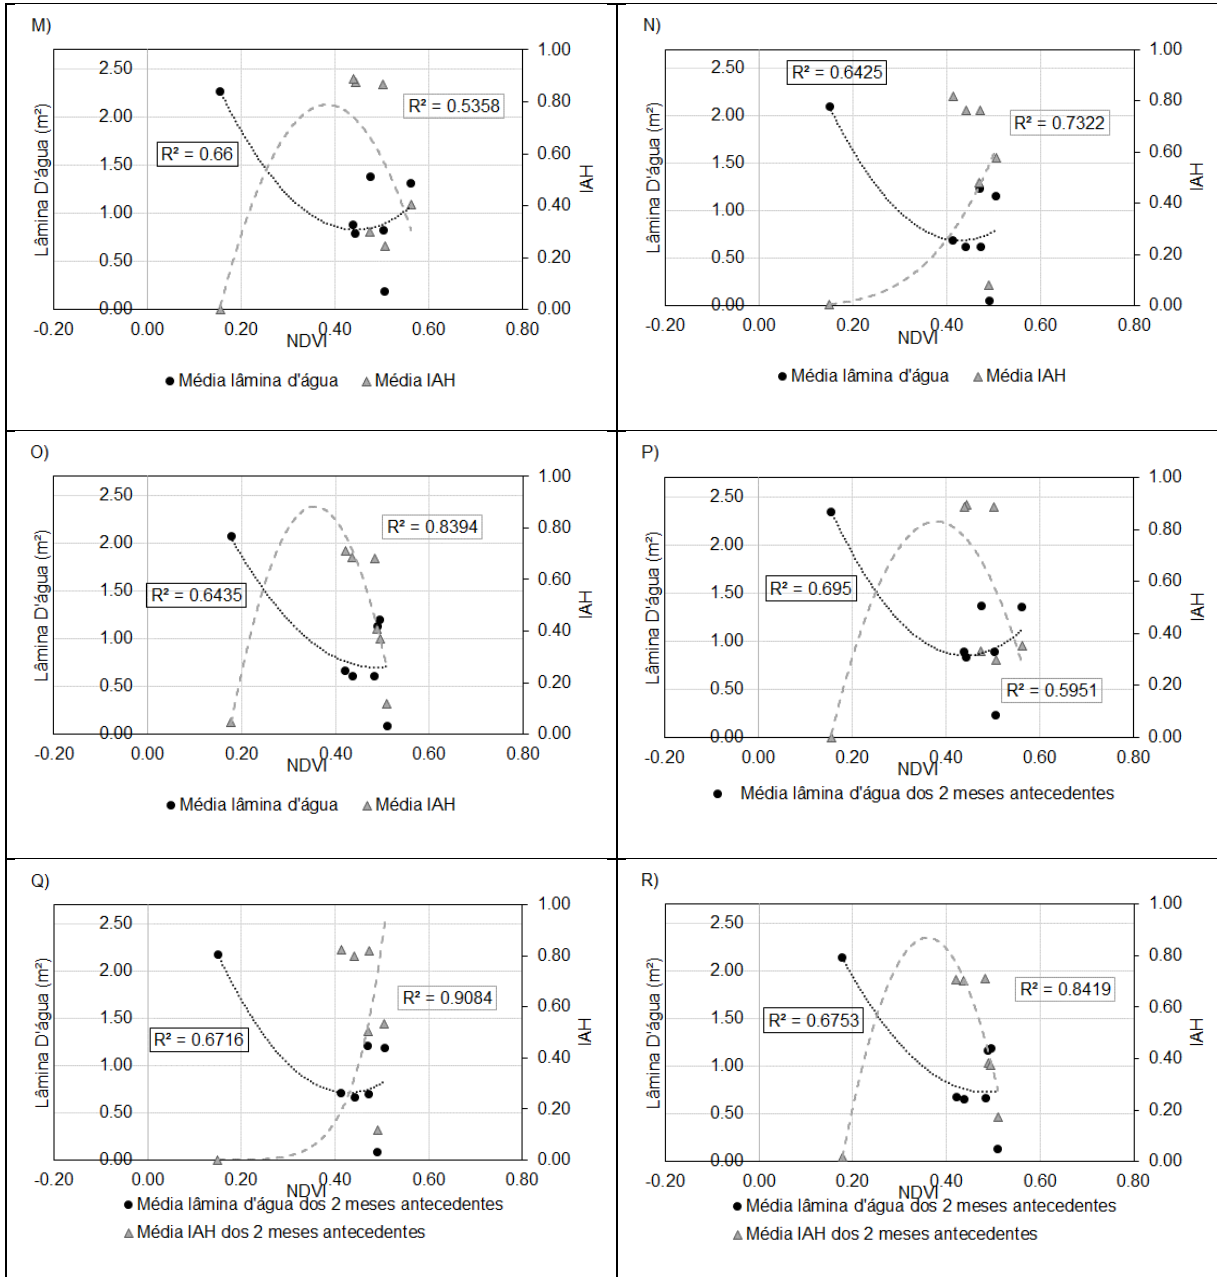 M)
Lâmina D'água (m²)
2.50
2.00
1.50
1.00
0.50
0.00
1.00
0.80
0.60
0.40
0.20
0.00
IAH
R² = 0.5358
R² = 0.66
-0.20 0.00 0.20 0.40 0.60 0.80
NDVI
Média lâmina d'água Média IAH
N)
Lâmina D'água (m²)
2.50
2.00
1.50
1.00
0.50
0.00
1.00
0.80
0.60
0.40
0.20
0.00
IAH
R² = 0.6425
R² = 0.7322
-0.20 0.00 0.20 0.40 0.60 0.80
NDVI
Média lâmina d'água Média IAH
O)
Lâmina D'água (m²)
2.50
2.00
1.50
1.00
0.50
0.00
1.00
0.80
0.60
0.40
0.20
0.00
IAH
R² = 0.8394
R² = 0.6435
-0.20 0.00 0.20 0.40 0.60 0.80
NDVI
Média lâmina d'água Média IAH
P)
Lâmina D'água (m²)
2.50
2.00
1.50
1.00
0.50
0.00
1.00
0.80
0.60
0.40
0.20
0.00
IAH
R² = 0.695
R² = 0.5951
-0.20 0.00 0.20 0.40 0.60 0.80
NDVI
Média lâmina d'água dos 2 meses antecedentes
Q)
Lâmina D'água (m²)
2.50
2.00
1.50
1.00
0.50
0.00
1.00
0.80
0.60
0.40
0.20
0.00
IAH
R² = 0.9084
R² = 0.6716
-0.20 0.00 0.20 0.40 0.60 0.80
NDVI
Média lâmina d'água dos 2 meses antecedentes
Média IAH dos 2 meses antecedentes
R)
Lâmina D'água (m²)
2.50
2.00
1.50
1.00
0.50
0.00
1.00
0.80
0.60
0.40
0.20
0.00
IAH
R² = 0.8419
R² = 0.6753
-0.20 0.00 0.20 0.40 0.60 0.80
NDVI
Média lâmina d'água dos 2 meses antecedentes
Média IAH dos 2 meses antecedentes